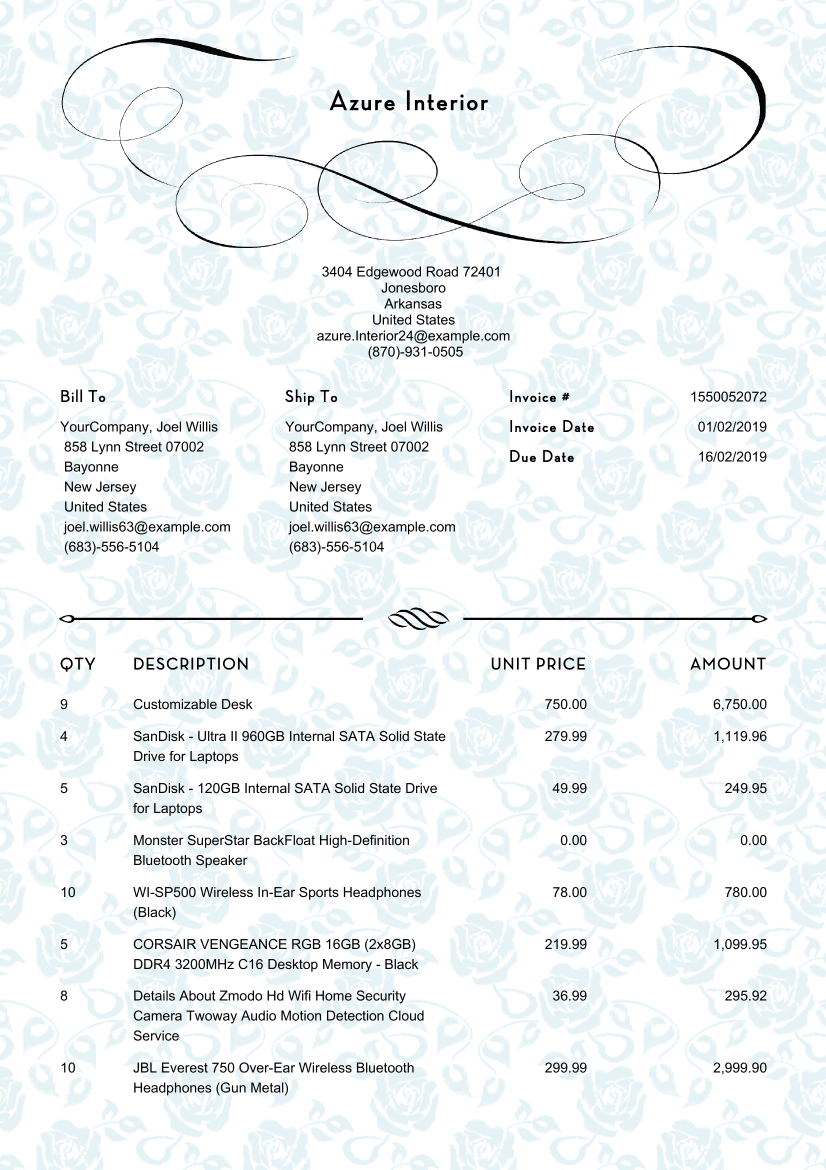 Azure Interior
3404 Edgewood Road 72401
Jonesboro
Arkansas
United States
azure.Interior24@example.com
(870)-931-0505
Bill To
YourCompany, Joel Willis
858 Lynn Street 07002
Bayonne
New Jersey
United States
joel.willis63@example.com
(683)-556-5104
Ship To
YourCompany, Joel Willis
858 Lynn Street 07002
Bayonne
New Jersey
United States
joel.willis63@example.com
(683)-556-5104
Invoice # 1550052072
Invoice Date 01/02/2019
Due Date 16/02/2019
QTY DESCRIPTION UNIT PRICE AMOUNT
9 Customizable Desk 750.00 6,750.00
4 SanDisk - Ultra II 960GB Internal SATA Solid State 279.99 1,119.96
Drive for Laptops
5 SanDisk - 120GB Internal SATA Solid State Drive 49.99 249.95
for Laptops
3 Monster SuperStar BackFloat High-Definition 0.00 0.00
Bluetooth Speaker
10 WI-SP500 Wireless In-Ear Sports Headphones 78.00 780.00
(Black)
5 CORSAIR VENGEANCE RGB 16GB (2x8GB) 219.99 1,099.95
DDR4 3200MHz C16 Desktop Memory - Black
8 Details About Zmodo Hd Wifi Home Security 36.99 295.92
Camera Twoway Audio Motion Detection Cloud
Service
10 JBL Everest 750 Over-Ear Wireless Bluetooth 299.99 2,999.90
Headphones (Gun Metal)